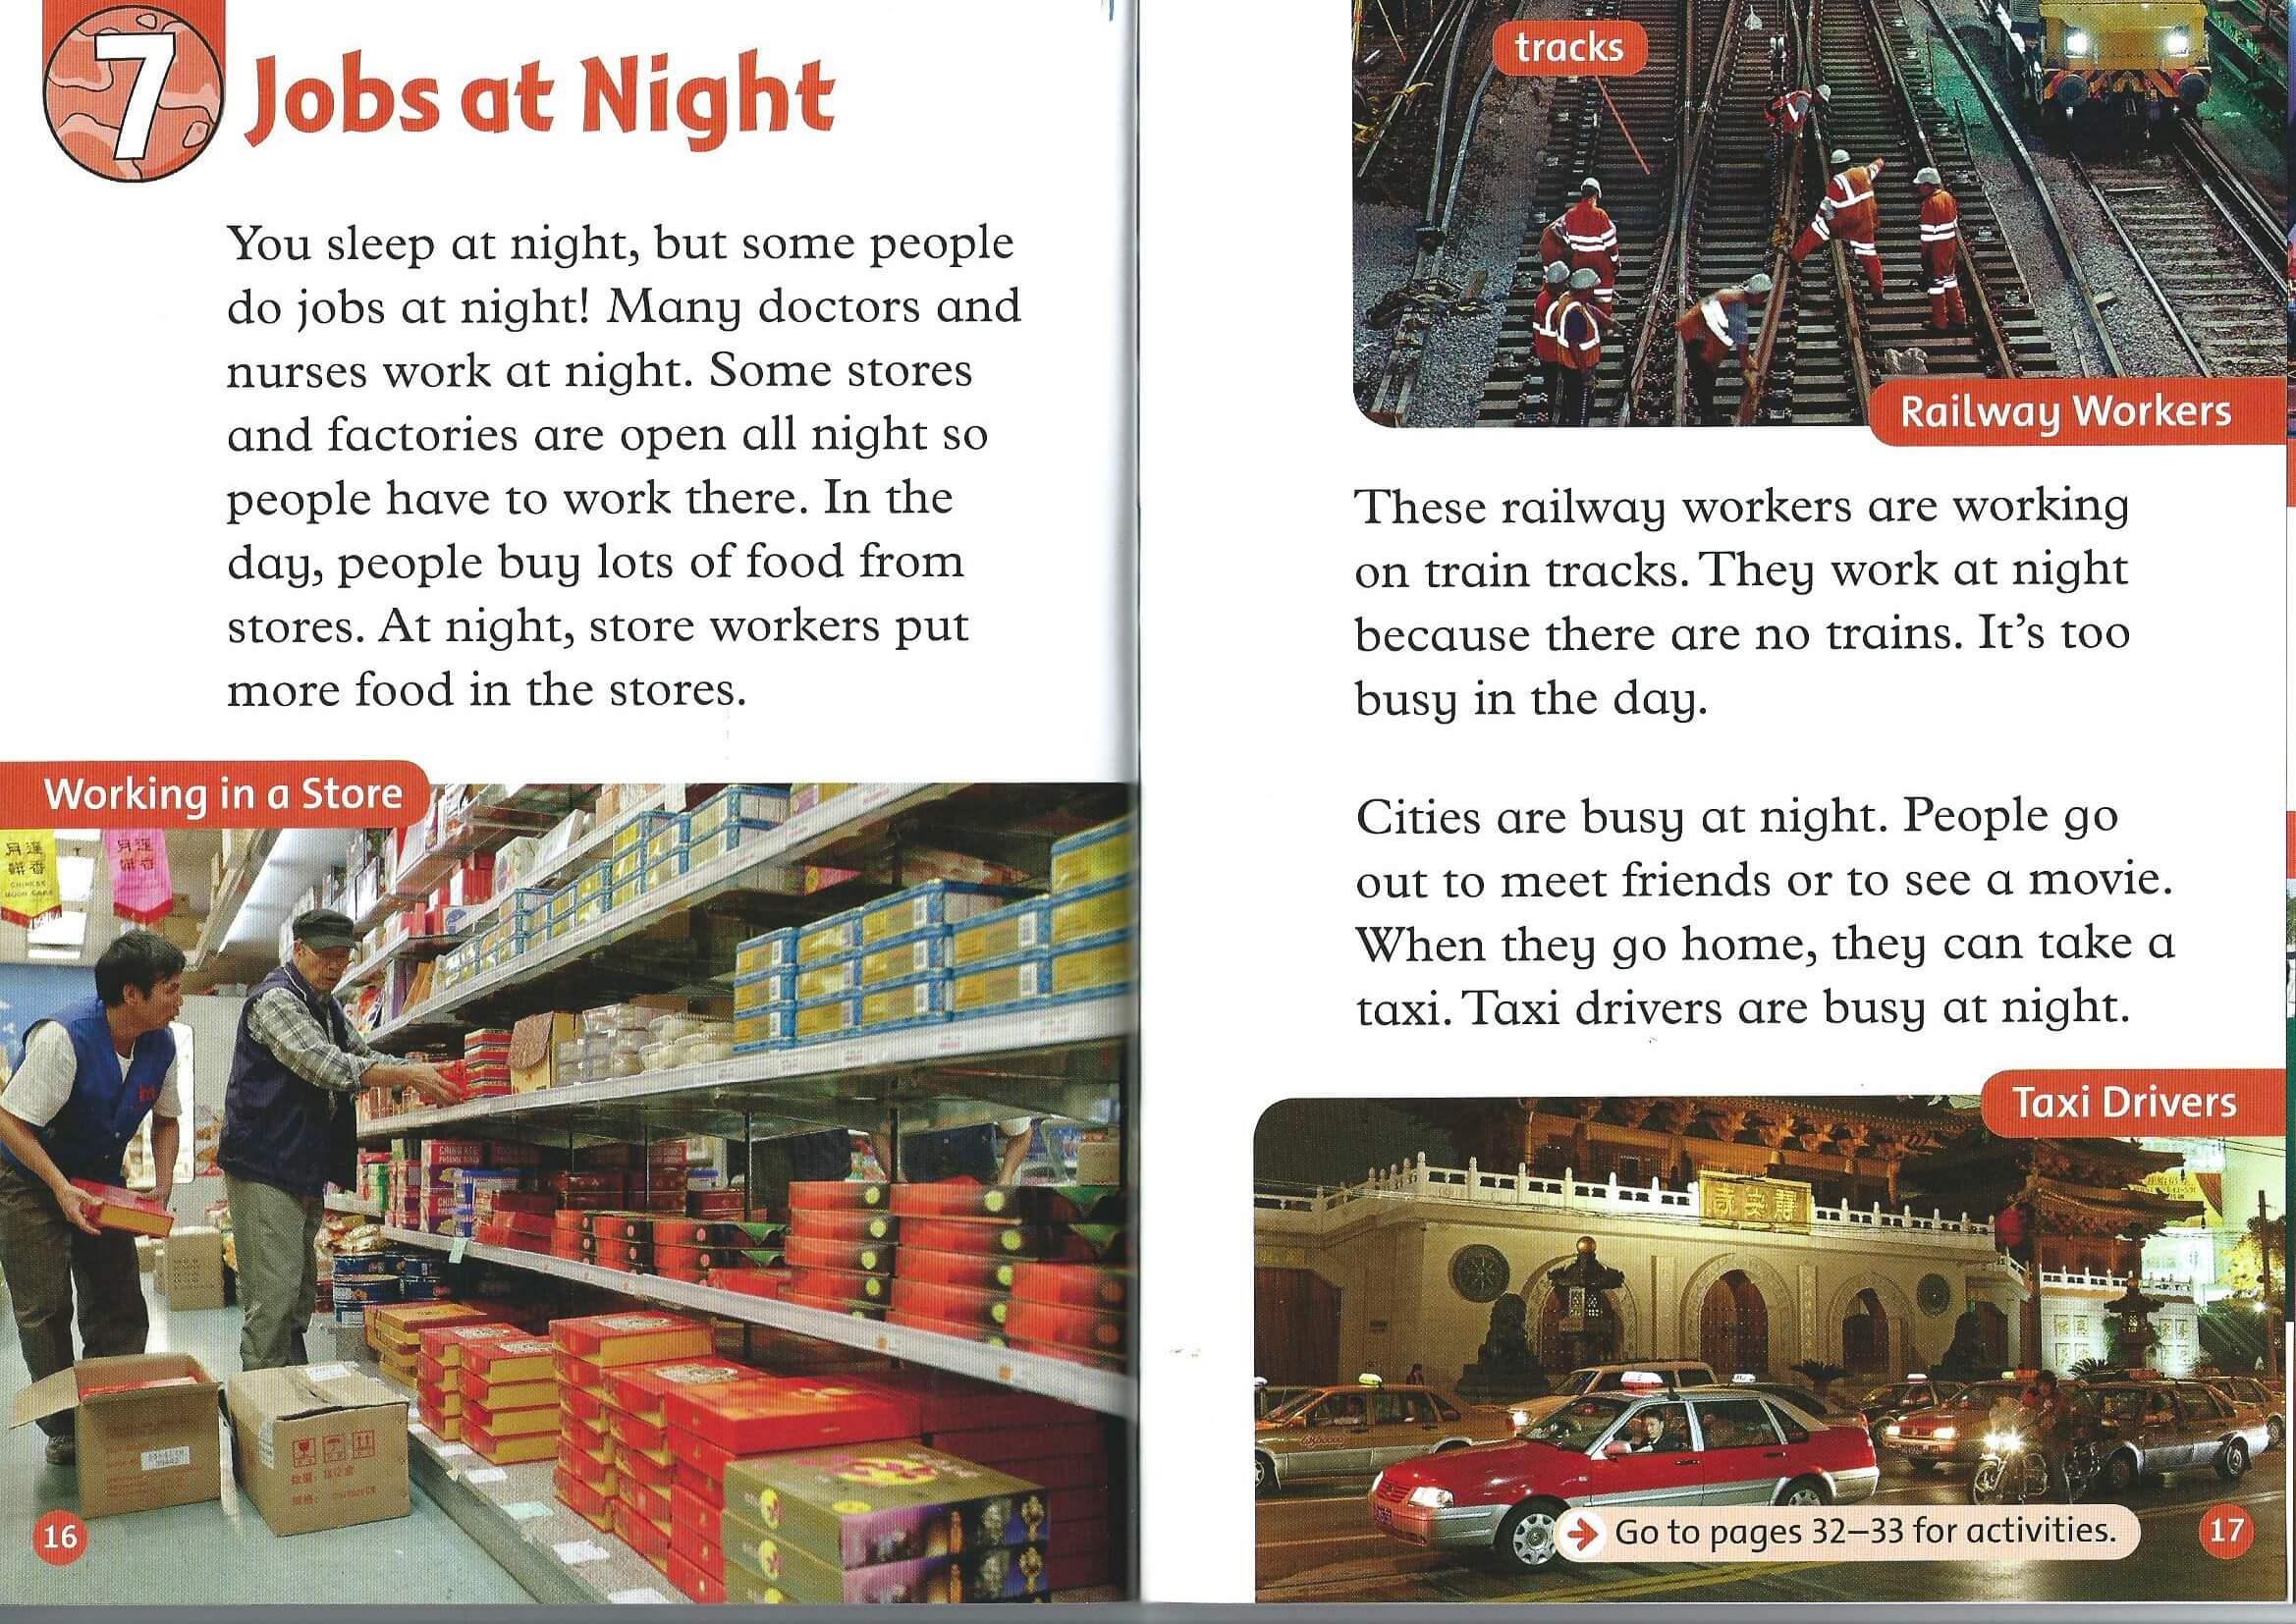 7
Jobs at Night
You sleep at night, but some people
do jobs at night! Many doctors and
nurses work at night. Some stores
and factories are open all night so
people have to work there. In the
day, people buy lots of food from
stores. At night, store workers put
more food in the stores.
Working in a Store
16
tracks
Railway Workers
These railway workers are working
on train tracks. They work at night
because there are no trains. It's too
busy in the day.
Cities are busy at night. People go
out to meet friends or to see a movie.
When they go home, they can take a
taxi. Taxi drivers are busy at night.
Taxi Drivers
Go to pages 32–33 for activities.
17